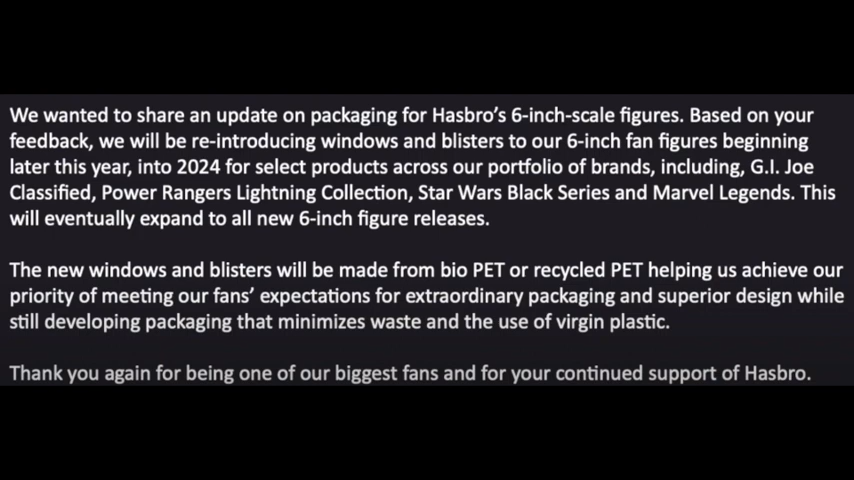 We wanted to share an update on packaging for Hasbro's 6-inch-scale figures. Based on your
feedback, we will be re-introducing windows and blisters to our 6-inch fan figures beginning
later this year, into 2024 for select products across our portfolio of brands, including, G.I. Joe
Classified, Power Rangers Lightning Collection, Star Wars Black Series and Marvel Legends. This
will eventually expand to all new 6-inch figure releases.
The new windows and blisters will be made from bio PET or recycled PET helping us achieve our
priority of meeting our fans' expectations for extraordinary packaging and superior design while
still developing packaging that minimizes waste and the use of virgin plastic.
Thank you again for being one of our biggest fans and for your continued support of Hasbro.